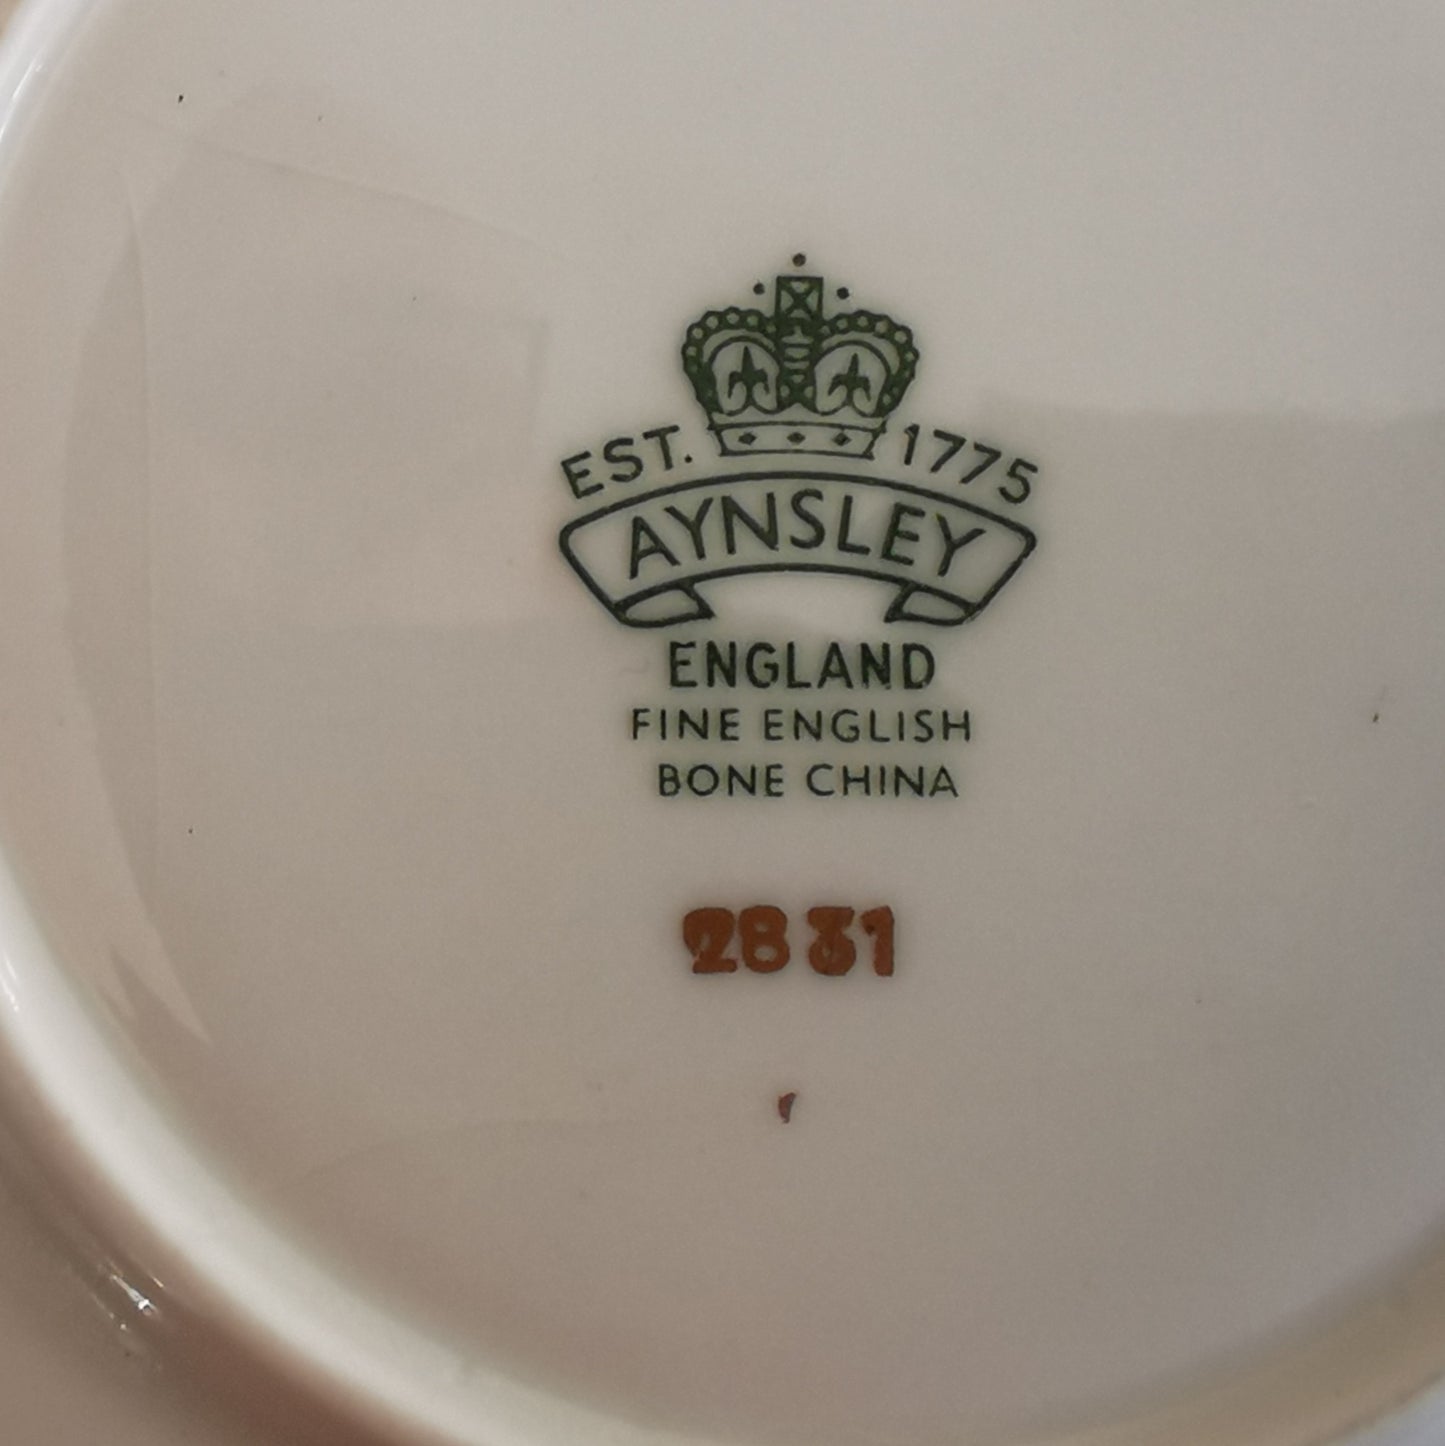 EST. 1775
AYNSLEY
ENGLAND
FINE ENGLISH
BONE CHINA
2831